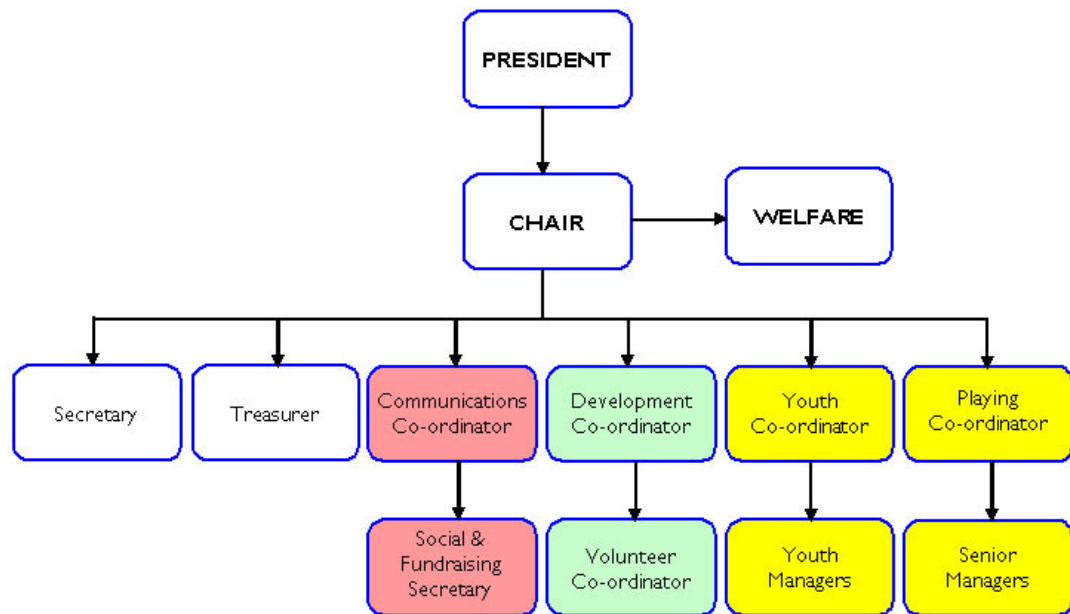 PRESIDENT
CHAIR
WELFARE
Secretary
Treasurer
Communications
Co-ordinator
Development
Co-ordinator
Youth
Co-ordinator
Playing
Co-ordinator
Social &
Fundraising
Secretary
Volunteer
Co-ordinator
Youth
Managers
Senior
Managers